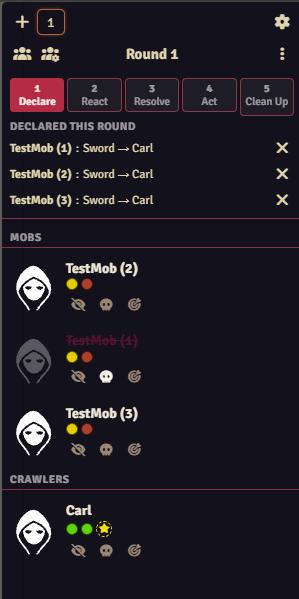 1
Round 1
1 2 3 4 5
Declare React Resolve Act Clean Up
DECLARED THIS ROUND
TestMob (1) : Sword → Carl
TestMob (2) : Sword → Carl
TestMob (3) : Sword → Carl
MOBS
TestMob (2)
TestMob (1)
TestMob (3)
CRAWLERS
Carl